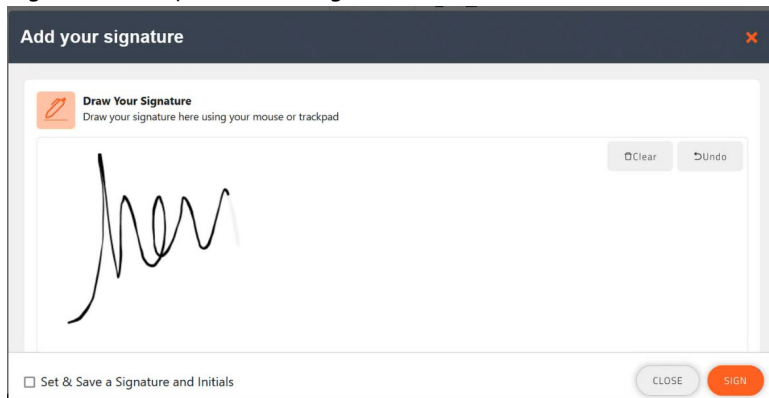 Add your signature
Draw Your Signature
Draw your signature here using your mouse or trackpad
Clear
Undo
Set & Save a Signature and Initials
CLOSE
SIGN